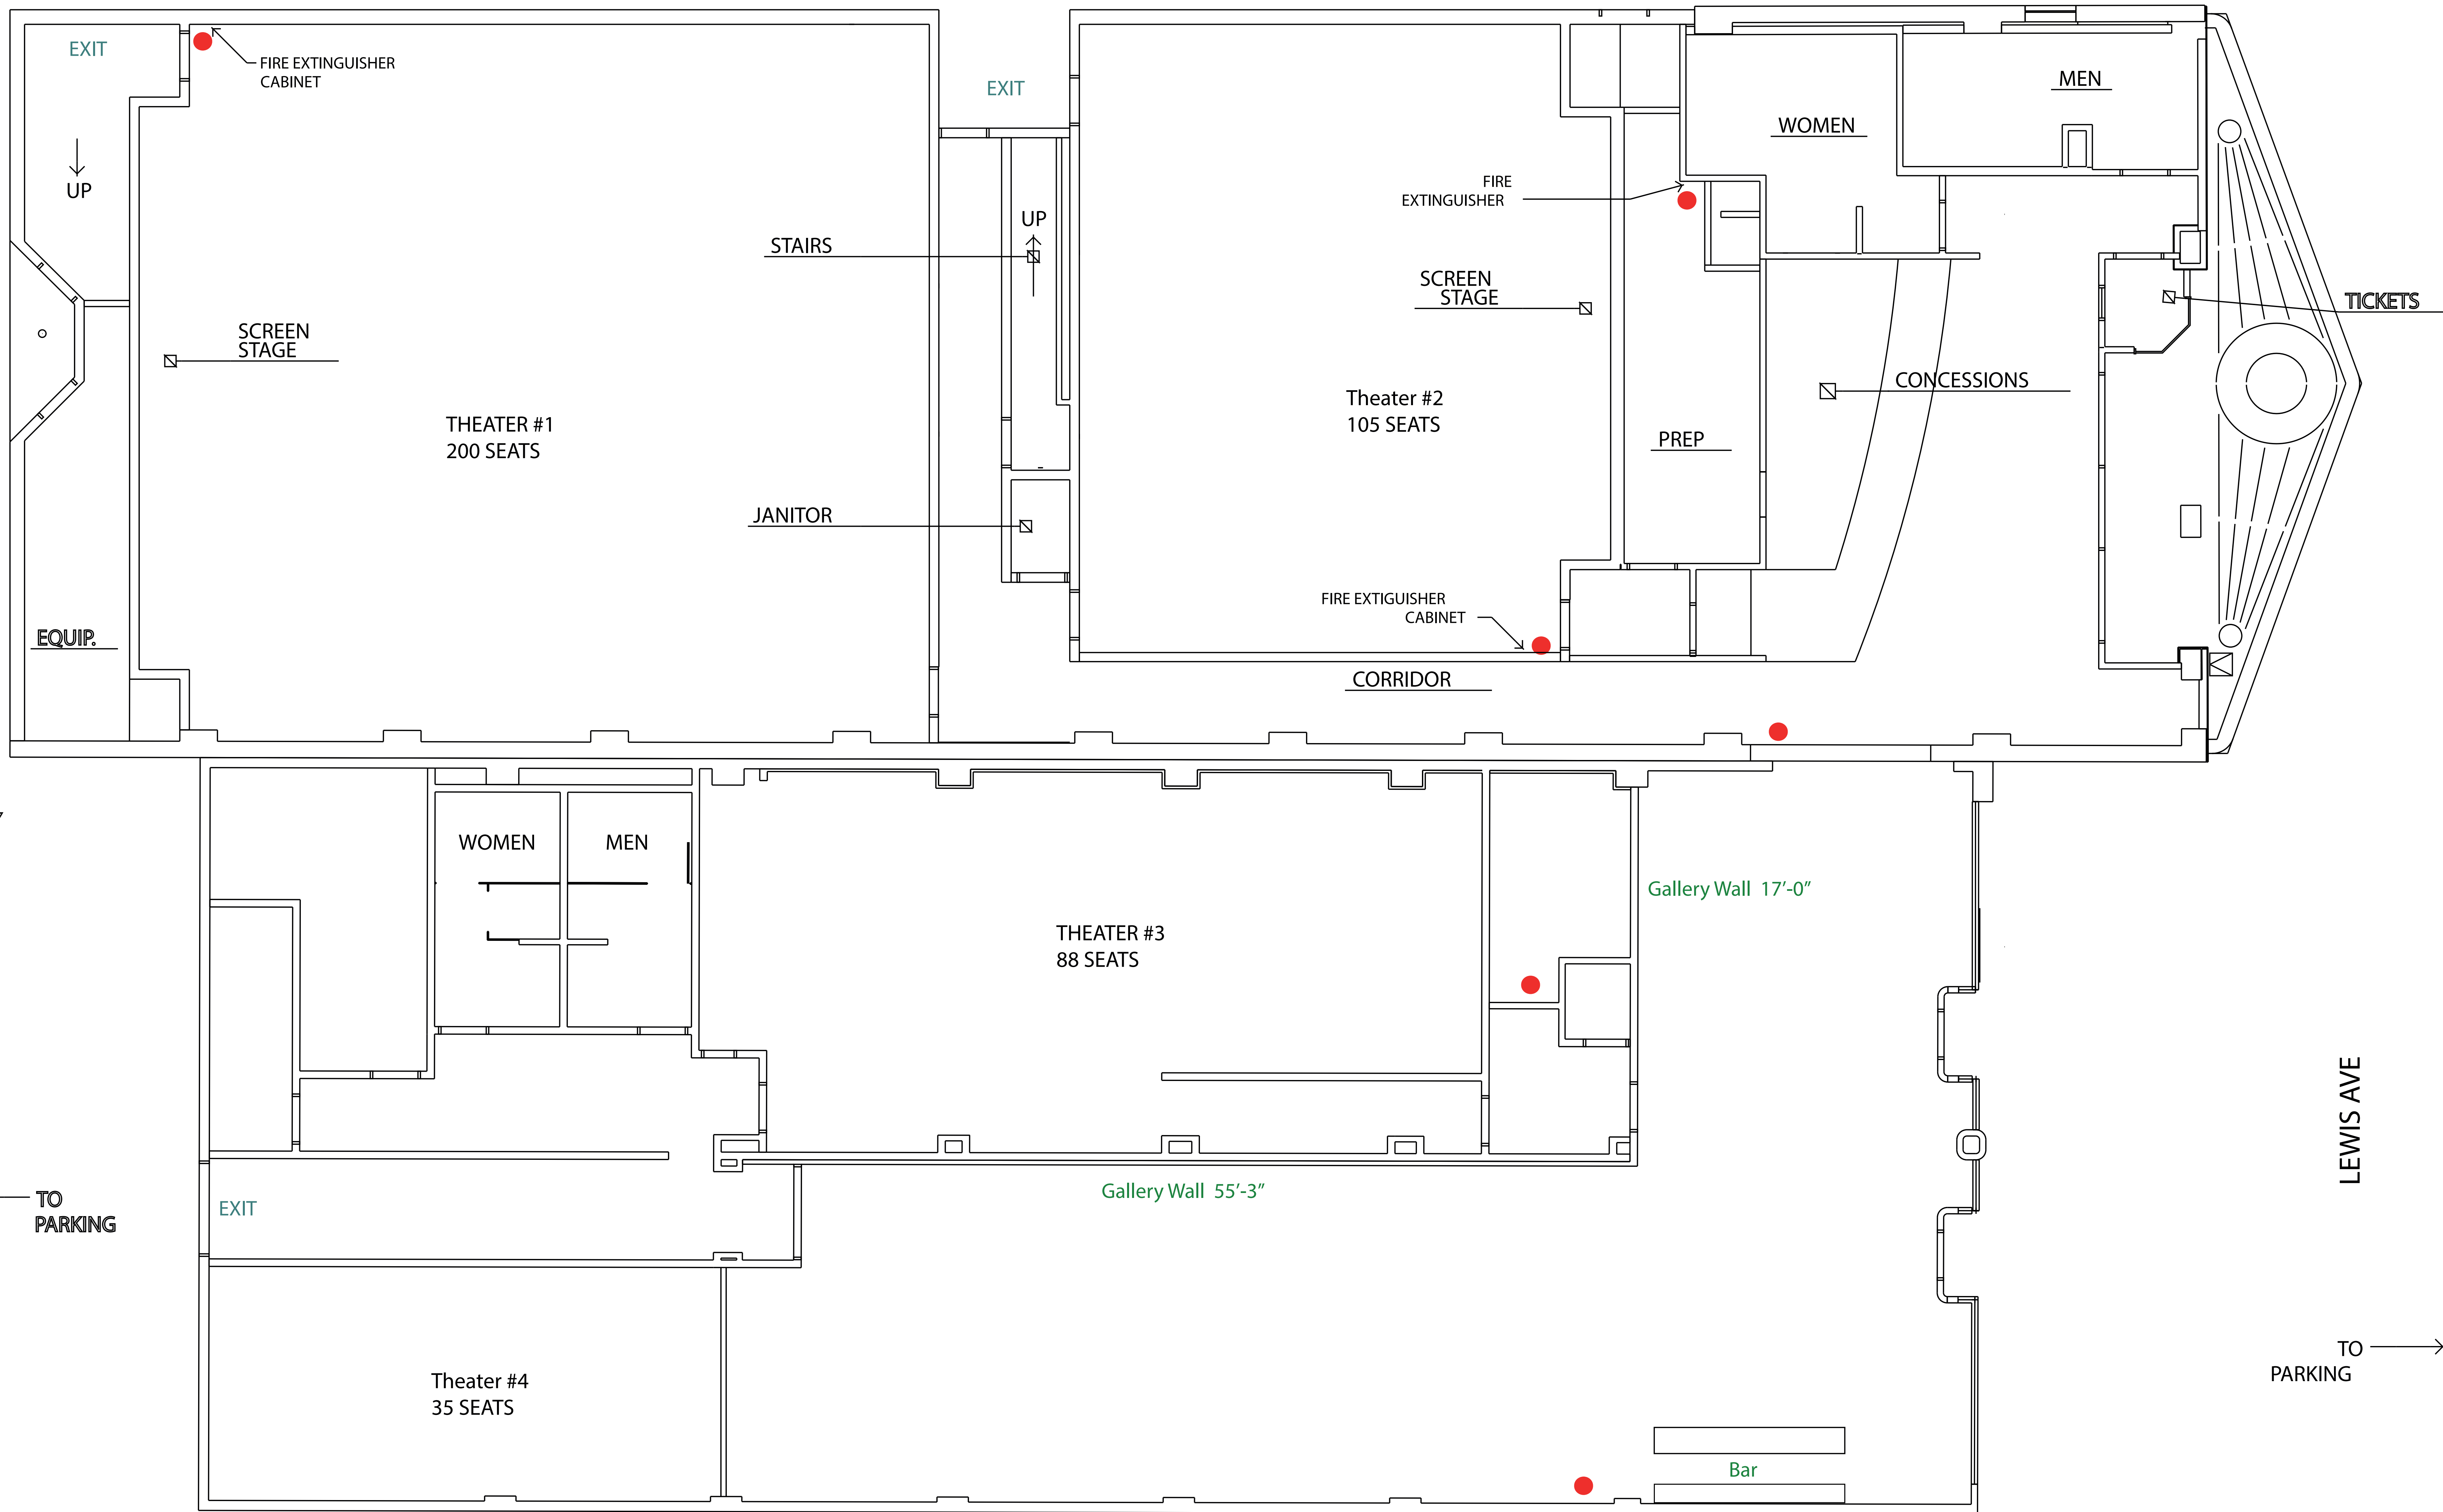 EXIT
FIRE EXTINGUISHER
CABINET
UP
SCREEN
STAGE
THEATER #1
200 SEATS
EQUIP.
EXIT
UP
STAIRS
JANITOR
FIRE
EXTINGUISHER
SCREEN
STAGE
Theater #2
105 SEATS
FIRE EXTIGUISHER
CABINET
CORRIDOR
PREP
WOMEN
MEN
CONCESSIONS
TICKETS
WOMEN
MEN
THEATER #3
88 SEATS
Gallery Wall 17'-0"
Gallery Wall 55'-3"
EXIT
TO
PARKING
Theater #4
35 SEATS
Bar
LEWIS AVE
TO
PARKING